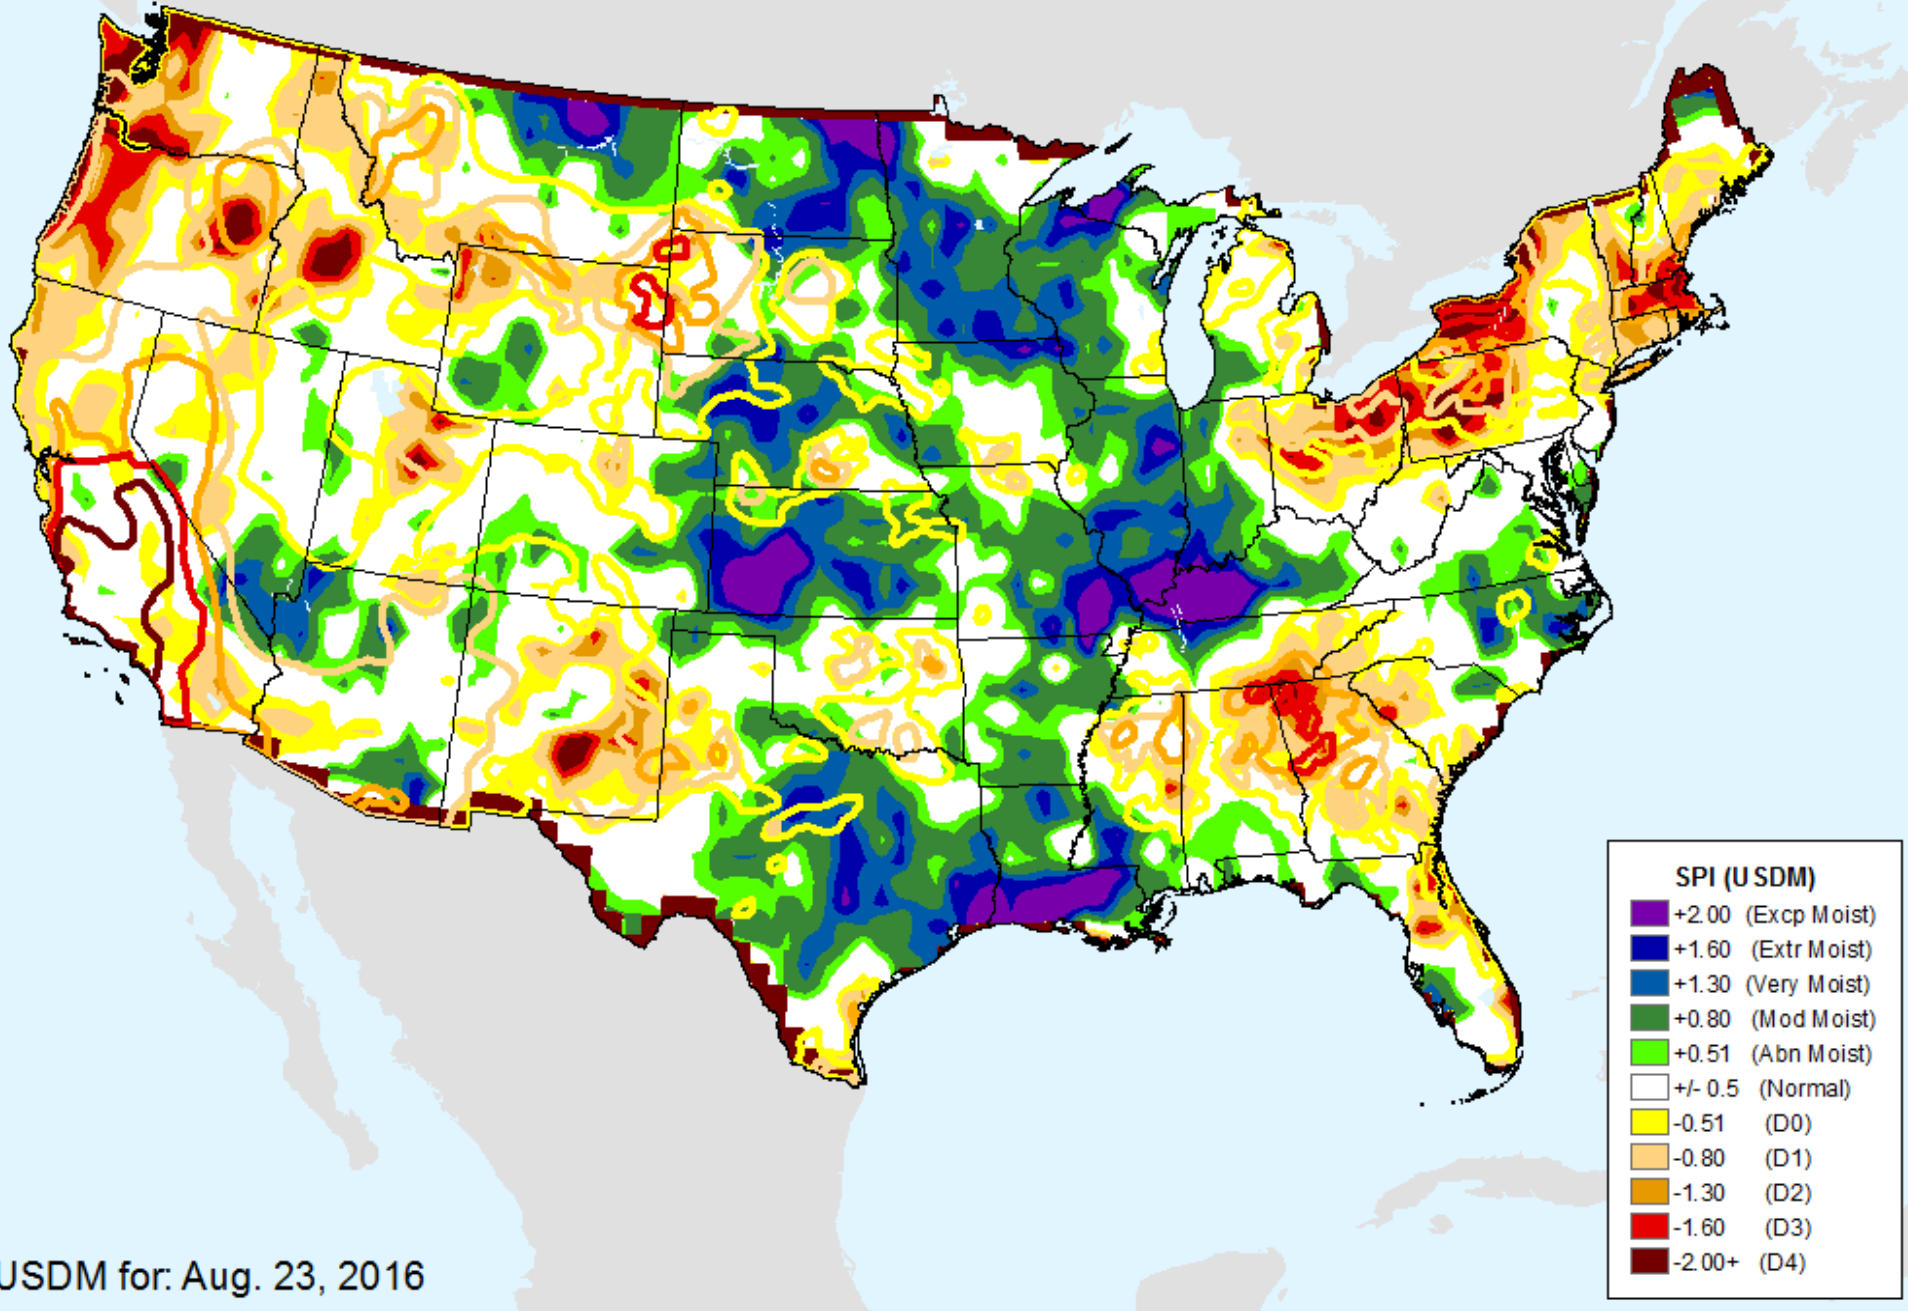 SPI (USDM)
+2.00 (Excp Moist)
+1.60 (Extr Moist)
+1.30 (Very Moist)
+0.80 (Mod Moist)
+0.51 (Abn Moist)
+/- 0.5 (Normal)
-0.51 (D0)
-0.80 (D1)
-1.30 (D2)
-1.60 (D3)
-2.00+ (D4)
USDM for: Aug. 23, 2016